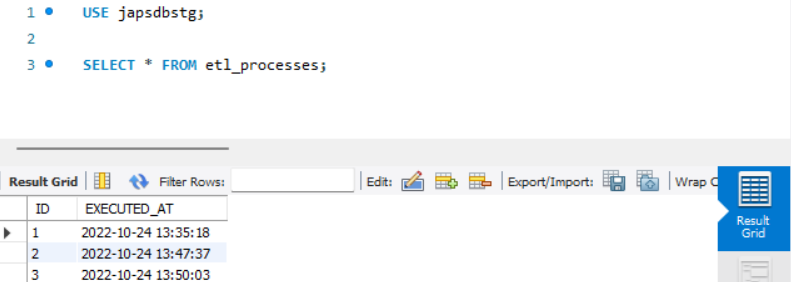 1 USE japsdbstg;
2
3 SELECT * FROM etl_processes;
Result Grid Filter Rows: Edit: Export/Import: Wrap C
Result
Grid
ID EXECUTED_AT
1 2022-10-24 13:35:18
2 2022-10-24 13:47:37
3 2022-10-24 13:50:03